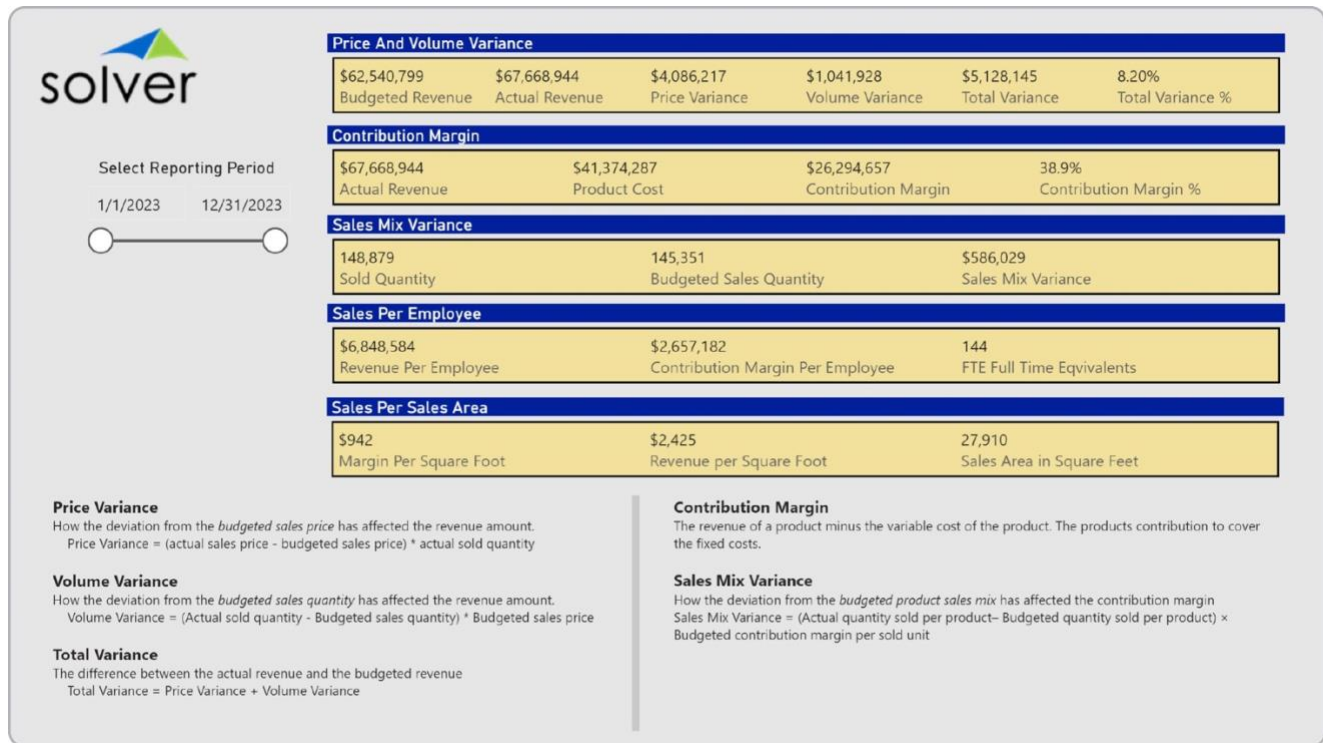 solver
Select Reporting Period
1/1/2023 12/31/2023
Price And Volume Variance
$62,540,799 $67,668,944 $4,086,217 $1,041,928 $5,128,145 8.20%
Budgeted Revenue Actual Revenue Price Variance Volume Variance Total Variance Total Variance %
Contribution Margin
$67,668,944 $41,374,287 $26,294,657 38.9%
Actual Revenue Product Cost Contribution Margin Contribution Margin %
Sales Mix Variance
148,879 145,351 $586,029
Sold Quantity Budgeted Sales Quantity Sales Mix Variance
Sales Per Employee
$6,848,584 $2,657,182 144
Revenue Per Employee Contribution Margin Per Employee FTE Full Time Eqvivalents
Sales Per Sales Area
$942 $2,425 27,910
Margin Per Square Foot Revenue per Square Foot Sales Area in Square Feet
Price Variance
How the deviation from the budgeted sales price has affected the revenue amount.
Price Variance = (actual sales price - budgeted sales price) * actual sold quantity
Volume Variance
How the deviation from the budgeted sales quantity has affected the revenue amount.
Volume Variance = (Actual sold quantity - Budgeted sales quantity) * Budgeted sales price
Total Variance
The difference between the actual revenue and the budgeted revenue
Total Variance = Price Variance + Volume Variance
Contribution Margin
The revenue of a product minus the variable cost of the product. The products contribution to cover
the fixed costs.
Sales Mix Variance
How the deviation from the budgeted product sales mix has affected the contribution margin
Sales Mix Variance = (Actual quantity sold per product– Budgeted quantity sold per product) ×
Budgeted contribution margin per sold unit